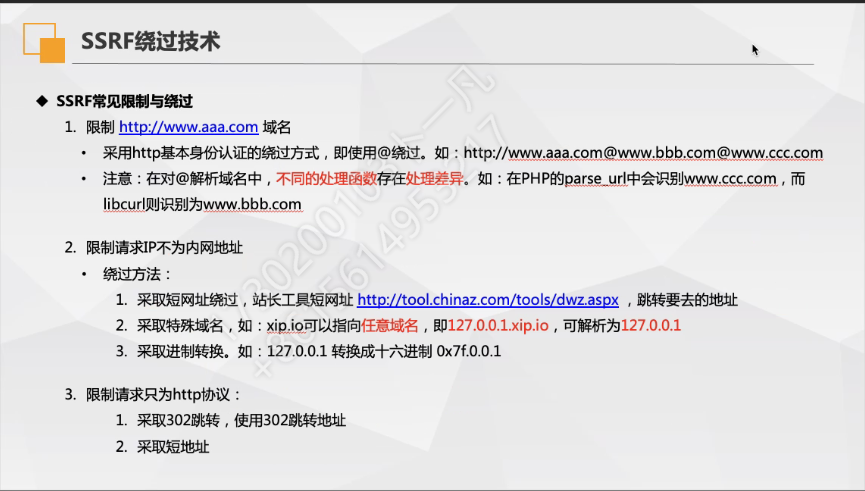 SSRF绕过技术
◆ SSRF常见限制与绕过
1. 限制 http://www.aaa.com 域名
• 采用http基本身份认证的绕过方式，即使用@绕过。如：http://www.aaa.com@www.bbb.com@www.ccc.com
• 注意：在对@解析域名中，不同的处理函数存在处理差异。如：在PHP的parse_url中会识别www.ccc.com，而
libcurl则识别为www.bbb.com
2. 限制请求IP不为内网地址
• 绕过方法：
1. 采取短网址绕过，站长工具短网址 http://tool.chinaz.com/tools/dwz.aspx ，跳转要去的地址
2. 采取特殊域名，如：xip.io可以指向任意域名，即127.0.0.1.xip.io，可解析为127.0.0.1
3. 采取进制转换。如：127.0.0.1 转换成十六进制 0x7f.0.0.1
3. 限制请求只为http协议：
1. 采取302跳转，使用302跳转地址
2. 采取短地址